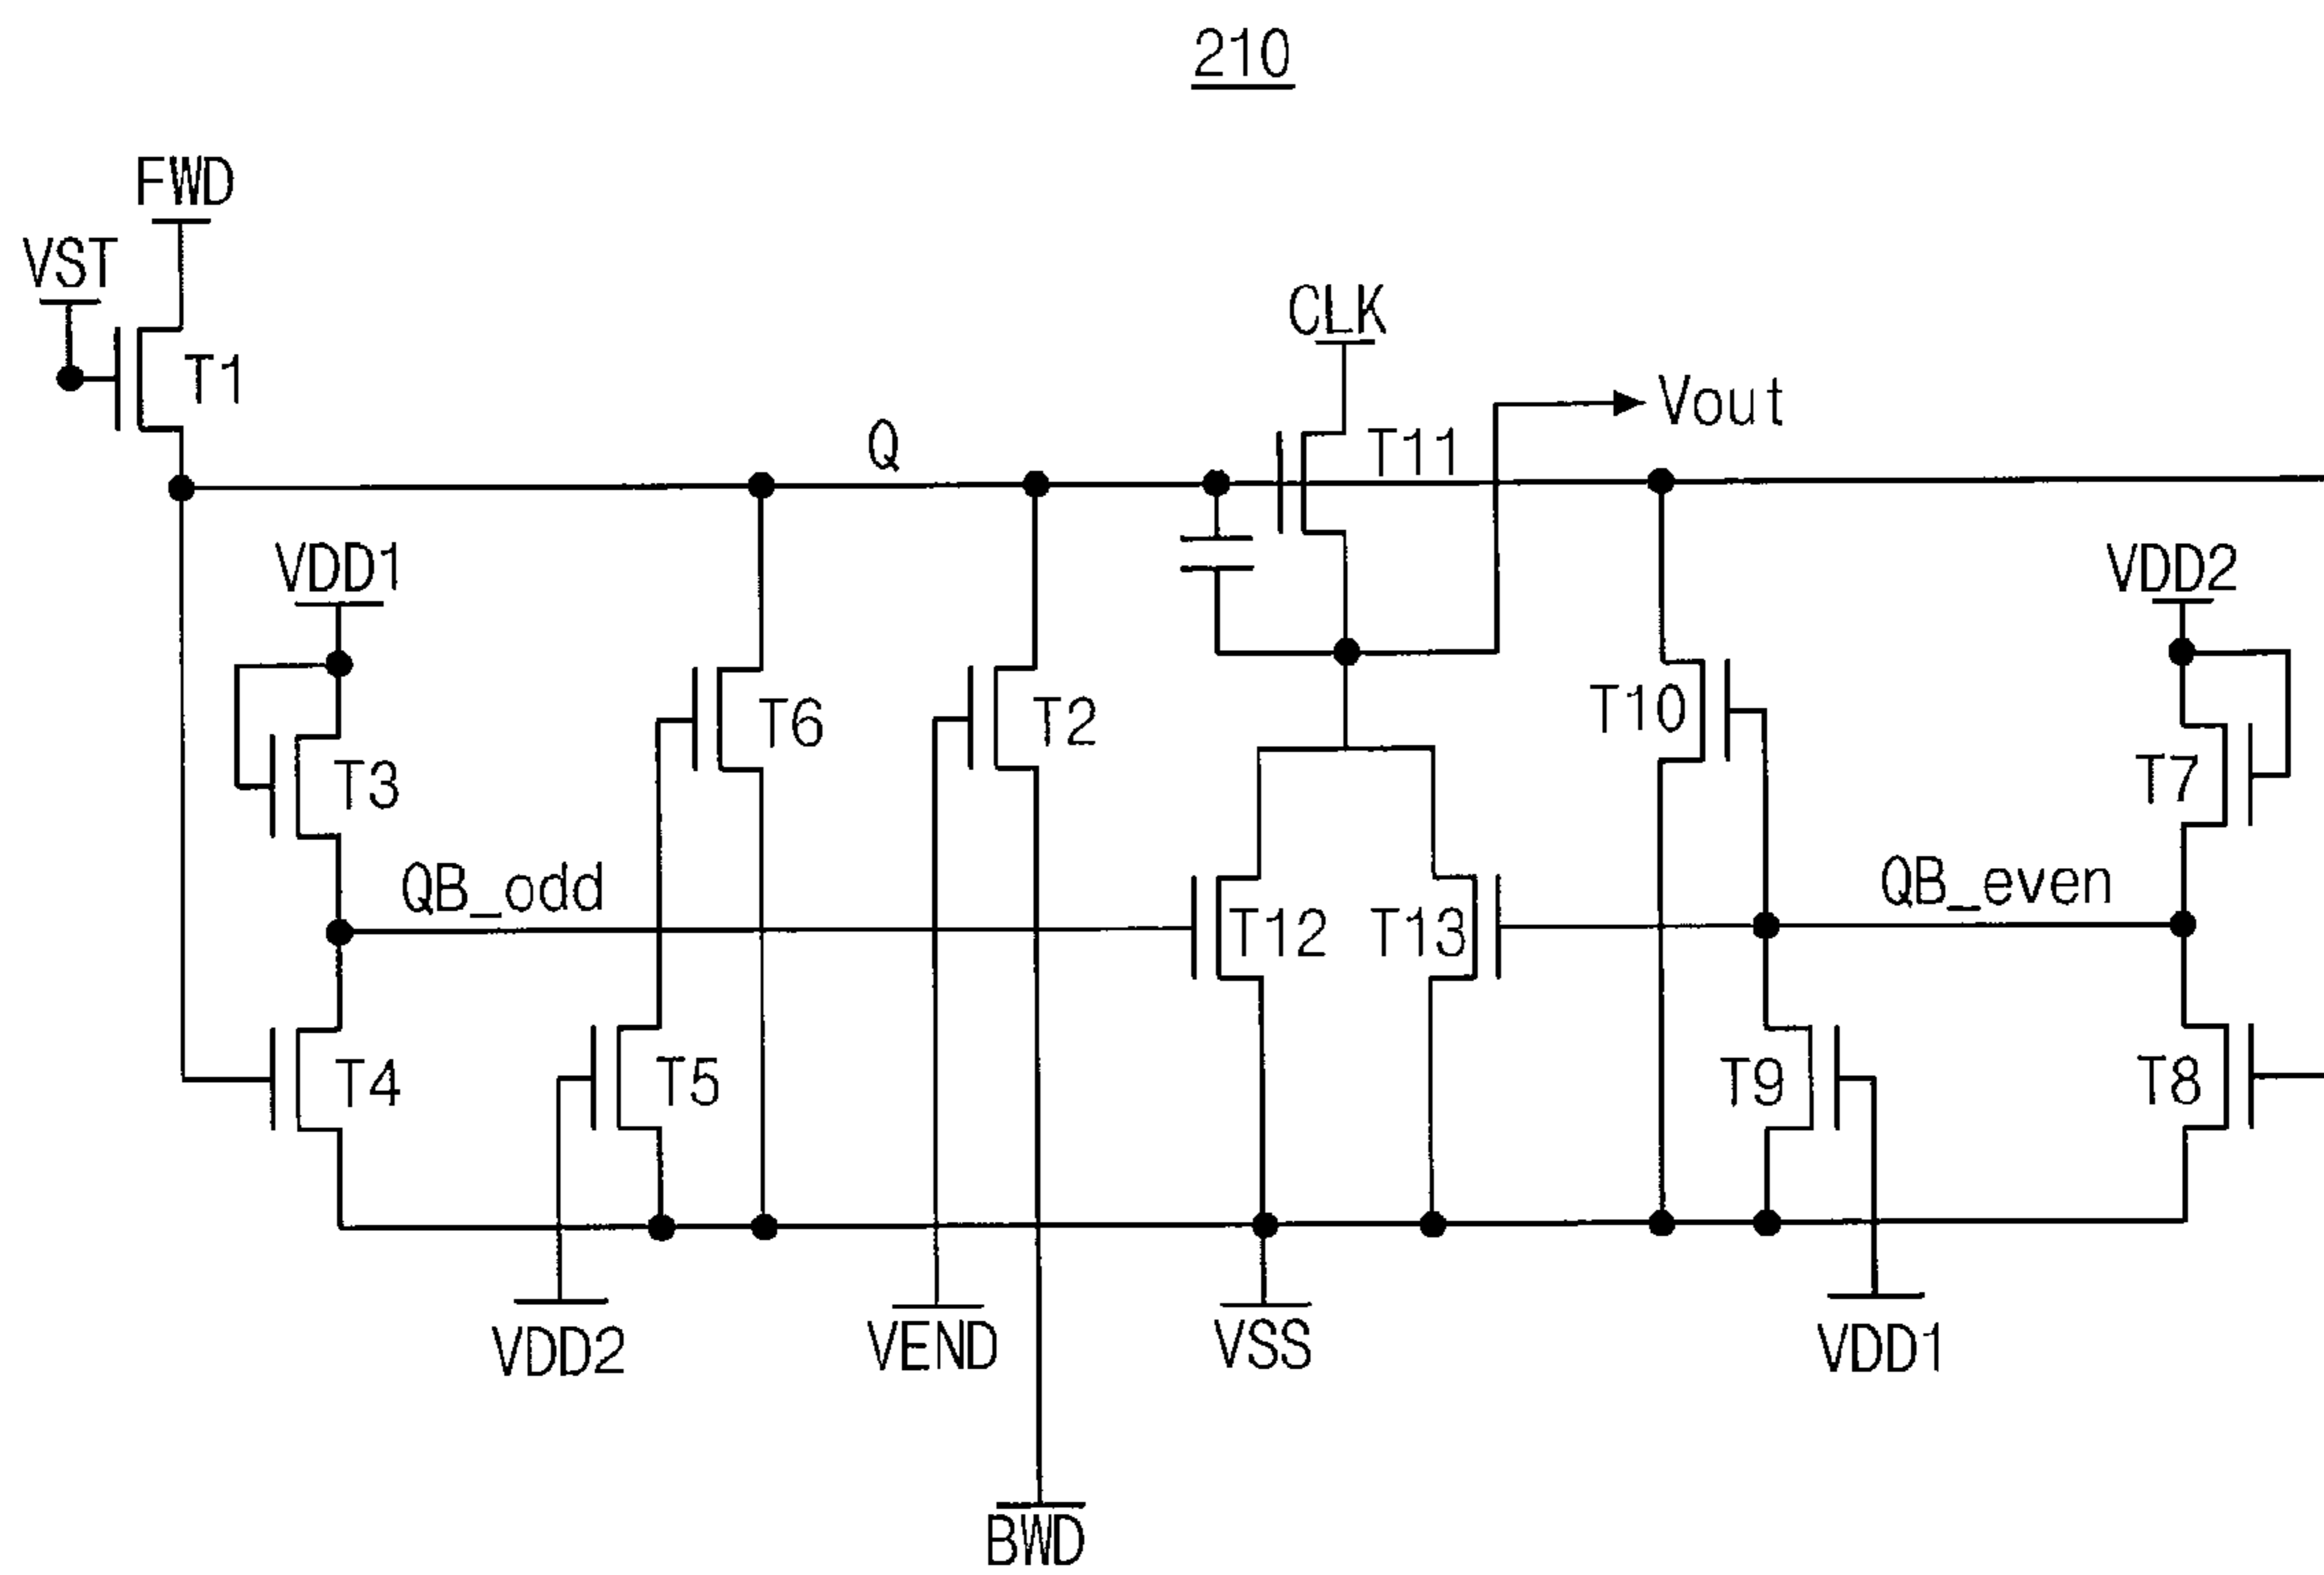 210
FWD
VST
T1
CLK
Vout
Q
T11
VDD1
VDD2
T3
T6
T2
T10
T7
QB_odd
QB_even
T12
T13
T4
T5
T9
T8
VDD2
VEND
VSS
VDD1
BWD